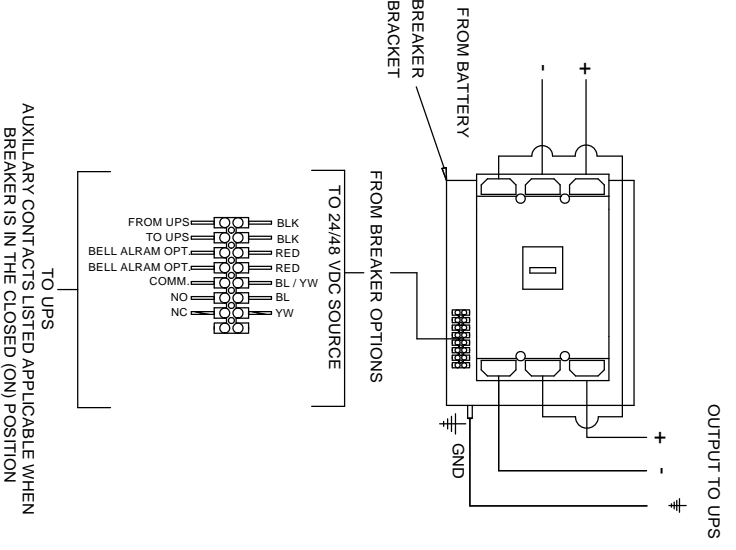 OUTPUT TO UPS
+
-
GND
+
-
FROM BATTERY
BREAKER
BRACKET
FROM BREAKER OPTIONS
TO 24/48 VDC SOURCE
FROM UPS BLK
TO UPS BLK
BELL ALRAM OPT. RED
BELL ALRAM OPT. RED
COMM. BL / YW
NO BL
NC YW
TO UPS
AUXILLARY CONTACTS LISTED APPLICABLE WHEN
BREAKER IS IN THE CLOSED (ON) POSITION